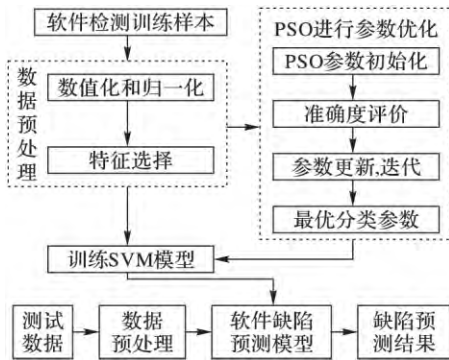 软件检测训练样本
数据预处理
数值化和归一化
特征选择
PSO进行参数优化
PSO参数初始化
准确度评价
参数更新,迭代
最优分类参数
训练SVM模型
测试
数据
数据
预处理
软件缺陷
预测模型
缺陷预
测结果